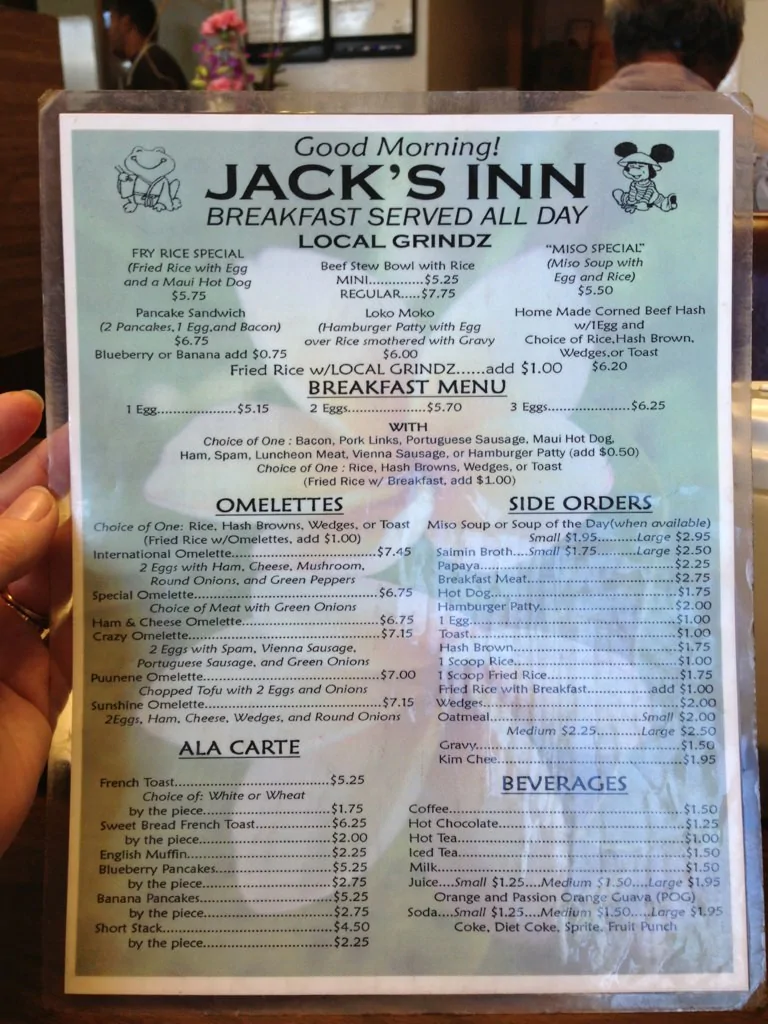 Good Morning!
JACK'S INN
BREAKFAST SERVED ALL DAY
LOCAL GRINDZ
FRY RICE SPECIAL
(Fried Rice with Egg
and a Maui Hot Dog
$5.75
Beef Stew Bowl with Rice
MINI..............$5.25
REGULAR.....$7.75
"MISO SPECIAL"
(Miso Soup with
Egg and Rice)
$5.50
Pancake Sandwich
(2 Pancakes,1 Egg,and Bacon)
$6.75
Blueberry or Banana add $0.75
Loko Moko
(Hamburger Patty with Egg
over Rice smothered with Gravy
$6.00
Home Made Corned Beef Hash
w/1Egg and
Choice of Rice,Hash Brown,
Wedges,or Toast
$6.20
Fried Rice w/LOCAL GRINDZ......add $1.00
BREAKFAST MENU
1 Egg...................$5.15 2 Eggs.....................$5.70 3 Eggs....................$6.25
WITH
Choice of One : Bacon, Pork Links, Portuguese Sausage, Maui Hot Dog,
Ham, Spam, Luncheon Meat, Vienna Sausage, or Hamburger Patty (add $0.50)
Choice of One : Rice, Hash Browns, Wedges, or Toast
(Fried Rice w/ Breakfast, add $1.00)
OMELETTES
Choice of One: Rice, Hash Browns, Wedges, or Toast
(Fried Rice w/Omelettes, add $1.00)
International Omelette.................................$7.45
2 Eggs with Ham, Cheese, Mushroom,
Round Onions, and Green Peppers
Special Omelette..........................................$6.75
Choice of Meat with Green Onions
Ham & Cheese Omelette..............................$6.75
Crazy Omelette............................................$7.15
2 Eggs with Spam, Vienna Sausage,
Portuguese Sausage, and Green Onions
Puunene Omelette........................................$7.00
Chopped Tofu with 2 Eggs and Onions
Sunshine Omelette.......................................$7.15
2Eggs, Ham, Cheese, Wedges, and Round Onions
SIDE ORDERS
Miso Soup or Soup of the Day(when available)
Small $1.95..........Large $2.95
Saimin Broth....Small $1.75...........Large $2.50
Papaya...............................................$2.25
Breakfast Meat....................................$2.75
Hot Dog..............................................$1.75
Hamburger Patty.................................$2.00
1 Egg..................................................$1.00
Toast..................................................$1.00
Hash Brown.........................................$1.75
1 Scoop Rice.......................................$1.00
1 Scoop Fried Rice...............................$1.75
Fried Rice with Breakfast................add $1.00
Wedges...............................................$2.00
Oatmeal.....................................Small $2.00
Medium $2.25..........Large $2.50
Gravy..................................................$1.50
Kim Chee............................................$1.95
ALA CARTE
French Toast....................................$5.25
Choice of: White or Wheat
by the piece................................$1.75
Sweet Bread French Toast................$6.25
by the piece................................$2.00
English Muffin..................................$2.25
Blueberry Pancakes..........................$5.25
by the piece................................$2.75
Banana Pancakes.............................$5.25
by the piece................................$2.75
Short Stack......................................$4.50
by the piece................................$2.25
BEVERAGES
Coffee................................................$1.50
Hot Chocolate.....................................$1.25
Hot Tea..............................................$1.00
Iced Tea.............................................$1.50
Milk....................................................$1.50
Juice....Small $1.25....Medium $1.50....Large $1.95
Orange and Passion Orange Guava (POG)
Soda....Small $1.25....Medium $1.50.....Large $1.95
Coke, Diet Coke, Sprite, Fruit Punch